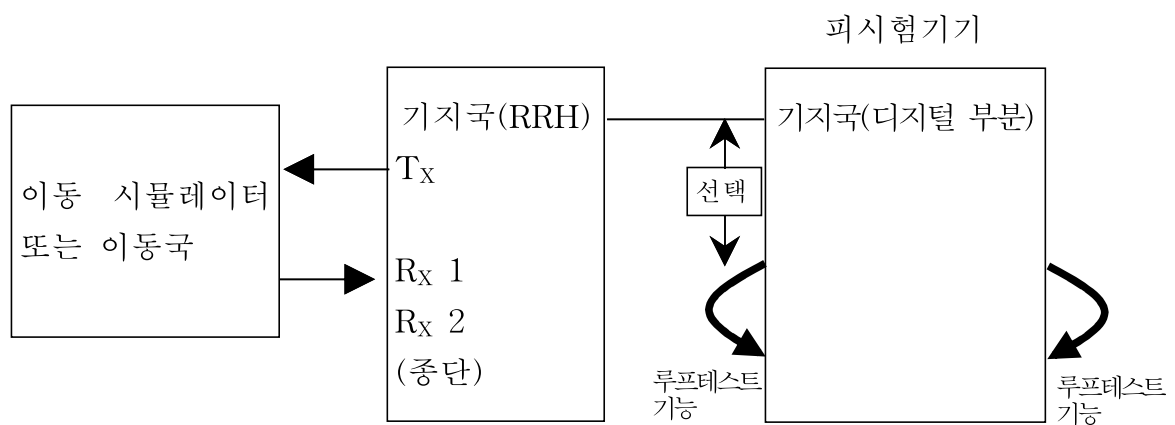 피시험기기
이동 시뮬레이터
또는 이동국
기지국(RRH)
TX
RX 1
RX 2
(종단)
선택
기지국(디지털 부분)
루프테스트
기능
루프테스트
기능